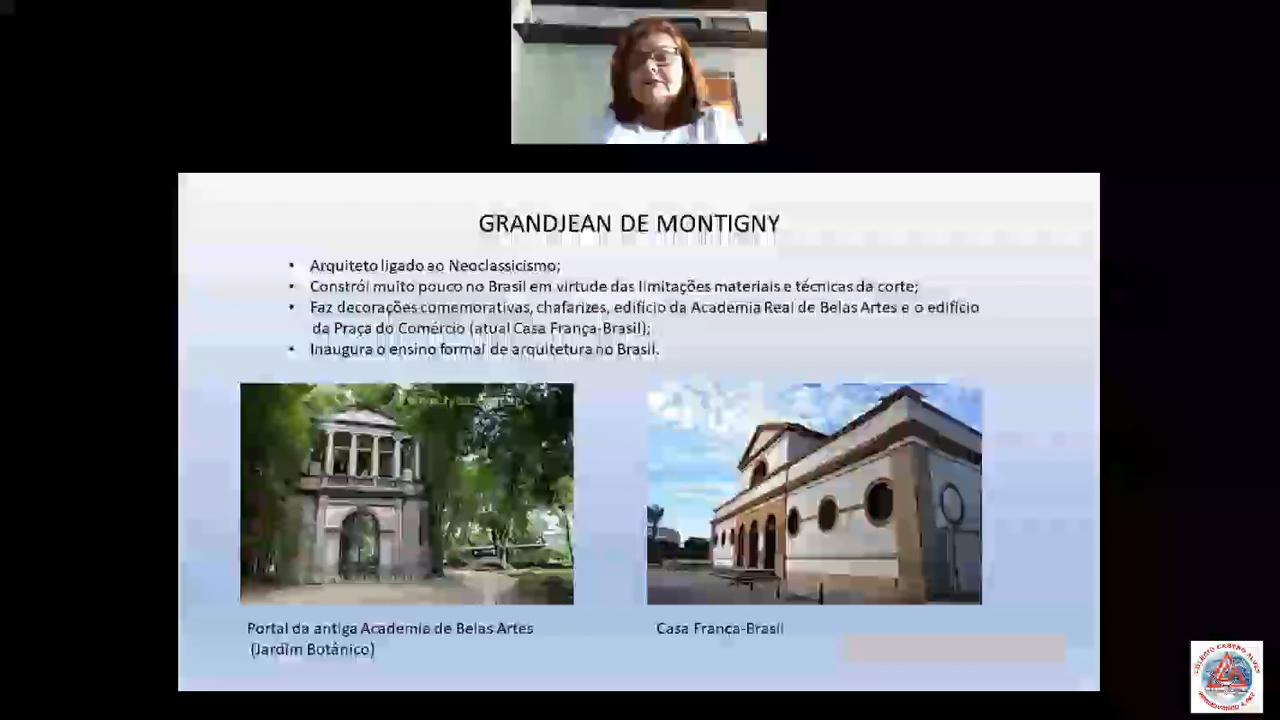 GRANDJEAN DE MONTIGNY
• Arquiteto ligado ao Neoclassicismo;
• Constrói muito pouco no Brasil em virtude das limitações materiais e técnicas da corte;
• Faz decorações comemorativas, chafarizes, edifício da Academia Real de Belas Artes e o edifício
da Praça do Comércio (atual Casa França-Brasil);
• Inaugura o ensino formal de arquitetura no Brasil.
Portal da antiga Academia de Belas Artes
(Jardim Botânico)
Casa França-Brasil
COLÉGIO CASTRO ALVES